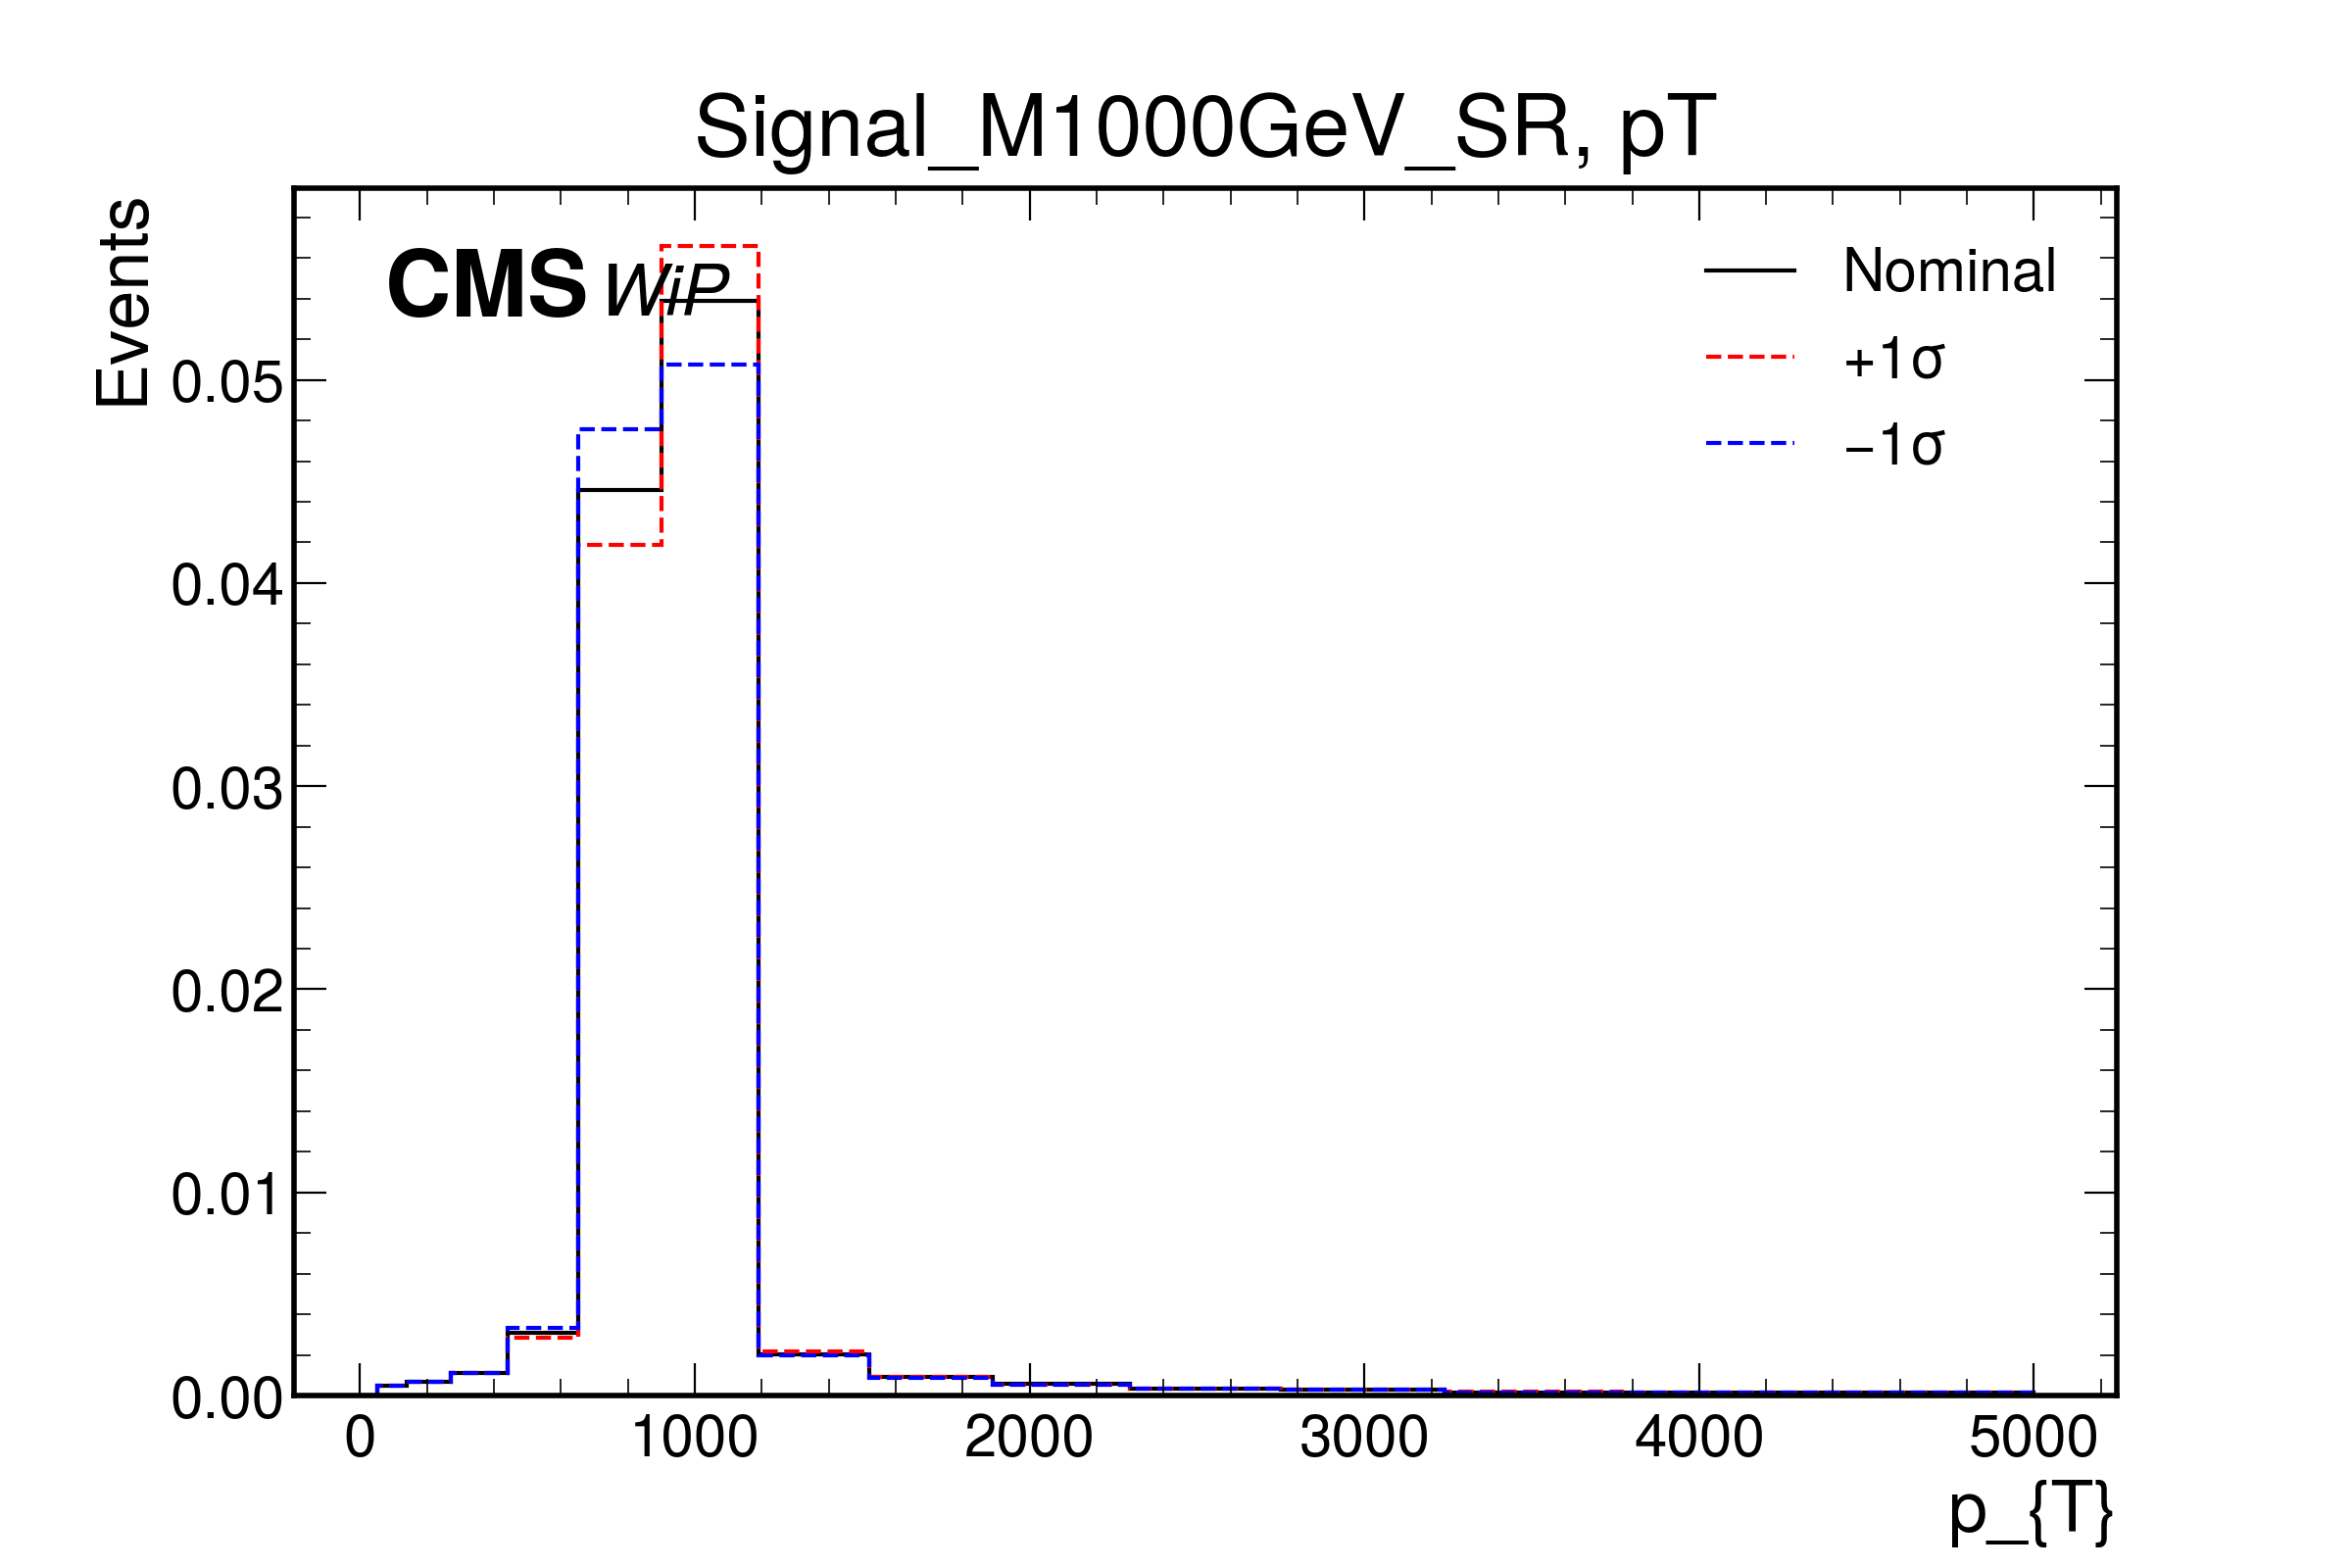 Signal_M1000GeV_SR, pT
Events
CMS WiP
Nominal
+1σ
−1σ
0.05
0.04
0.03
0.02
0.01
0.00
0 1000 2000 3000 4000 5000
p_{T}